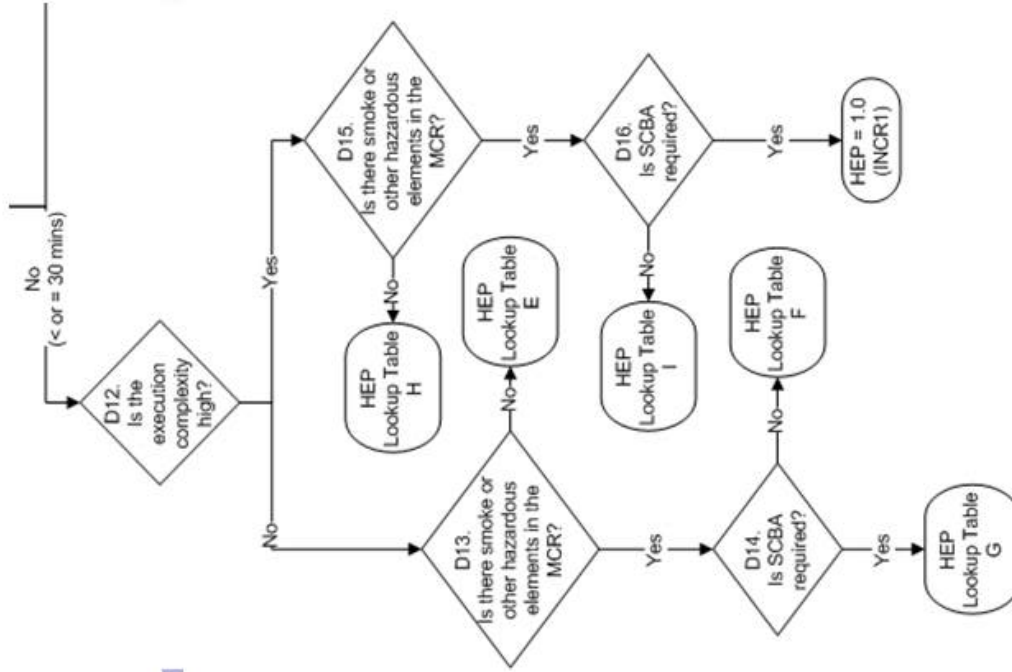 No
(< or = 30 mins)
D12.
Is the
execution
complexity
high?
Yes
No
D15.
Is there smoke or
other hazardous
elements in the
MCR?
No
HEP
Lookup Table
H
Yes
D16.
Is SCBA
required?
No
HEP
Lookup Table
I
Yes
HEP = 1.0
(INCR1)
D13.
Is there smoke or
other hazardous
elements in the
MCR?
No
HEP
Lookup Table
E
Yes
D14.
Is SCBA
required?
No
HEP
Lookup Table
F
Yes
HEP
Lookup Table
G